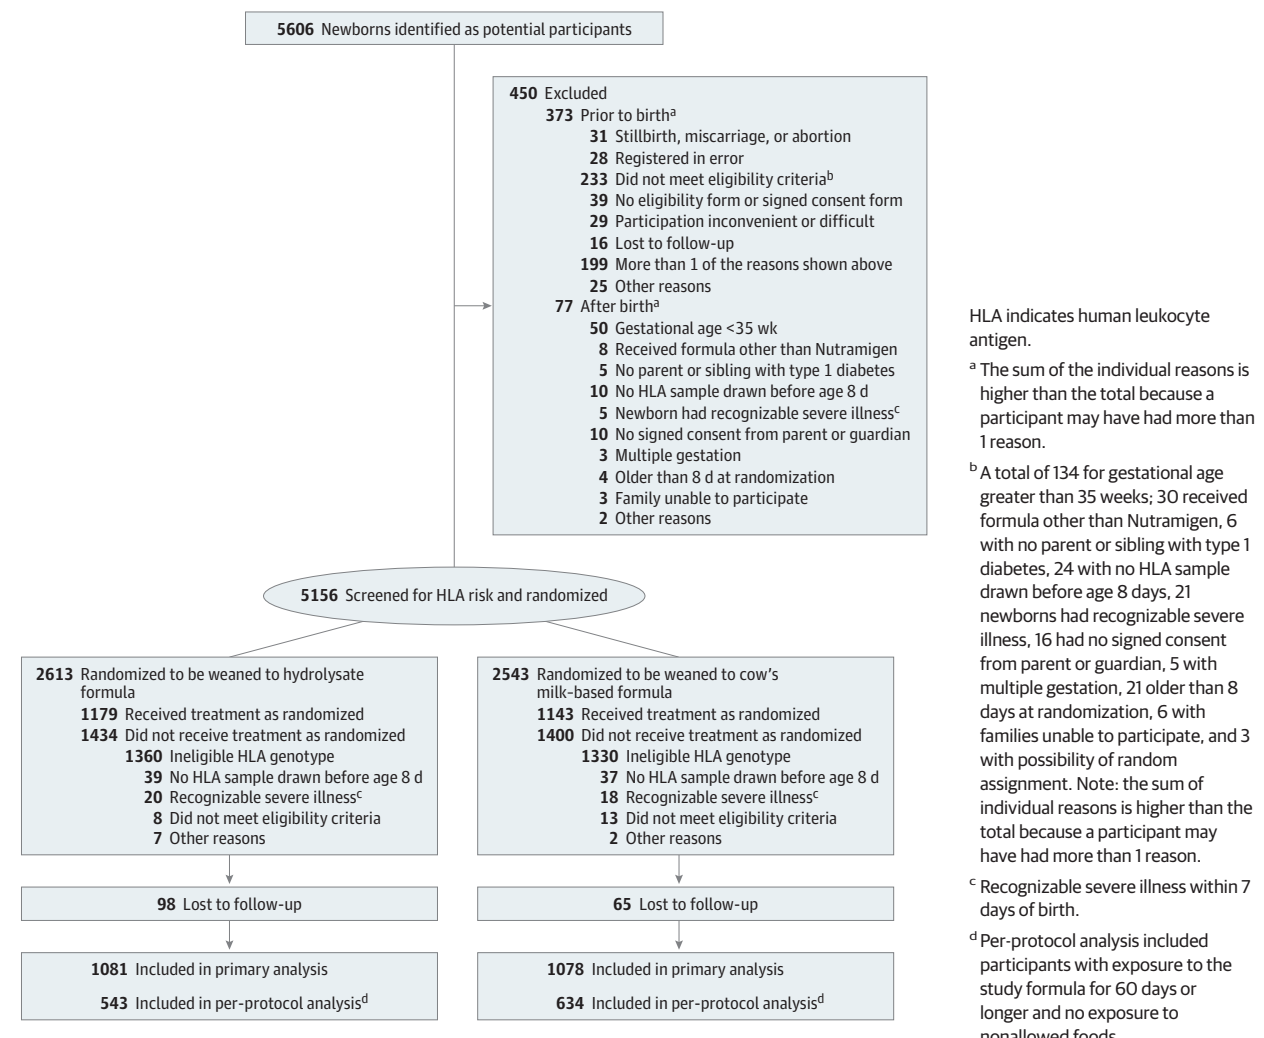 5606 Newborns identified as potential participants
450 Excluded
373 Prior to birthª
31 Stillbirth, miscarriage, or abortion
28 Registered in error
233 Did not meet eligibility criteriaᵇ
39 No eligibility form or signed consent form
29 Participation inconvenient or difficult
16 Lost to follow-up
199 More than 1 of the reasons shown above
25 Other reasons
77 After birthª
50 Gestational age <35 wk
8 Received formula other than Nutramigen
5 No parent or sibling with type 1 diabetes
10 No HLA sample drawn before age 8 d
5 Newborn had recognizable severe illnessᶜ
10 No signed consent from parent or guardian
3 Multiple gestation
4 Older than 8 d at randomization
3 Family unable to participate
2 Other reasons
5156 Screened for HLA risk and randomized
2613 Randomized to be weaned to hydrolysate
formula
1179 Received treatment as randomized
1434 Did not receive treatment as randomized
1360 Ineligible HLA genotype
39 No HLA sample drawn before age 8 d
20 Recognizable severe illnessᶜ
8 Did not meet eligibility criteria
7 Other reasons
98 Lost to follow-up
1081 Included in primary analysis
543 Included in per-protocol analysisᵈ
2543 Randomized to be weaned to cow's
milk-based formula
1143 Received treatment as randomized
1400 Did not receive treatment as randomized
1330 Ineligible HLA genotype
37 No HLA sample drawn before age 8 d
18 Recognizable severe illnessᶜ
13 Did not meet eligibility criteria
2 Other reasons
65 Lost to follow-up
1078 Included in primary analysis
634 Included in per-protocol analysisᵈ
HLA indicates human leukocyte
antigen.
ª The sum of the individual reasons is
higher than the total because a
participant may have had more than
1 reason.
ᵇ A total of 134 for gestational age
greater than 35 weeks; 30 received
formula other than Nutramigen, 6
with no parent or sibling with type 1
diabetes, 24 with no HLA sample
drawn before age 8 days, 21
newborns had recognizable severe
illness, 16 had no signed consent
from parent or guardian, 5 with
multiple gestation, 21 older than 8
days at randomization, 6 with
families unable to participate, and 3
with possibility of random
assignment. Note: the sum of
individual reasons is higher than the
total because a participant may
have had more than 1 reason.
ᶜ Recognizable severe illness within 7
days of birth.
ᵈ Per-protocol analysis included
participants with exposure to the
study formula for 60 days or
longer and no exposure to
nonallowed foods